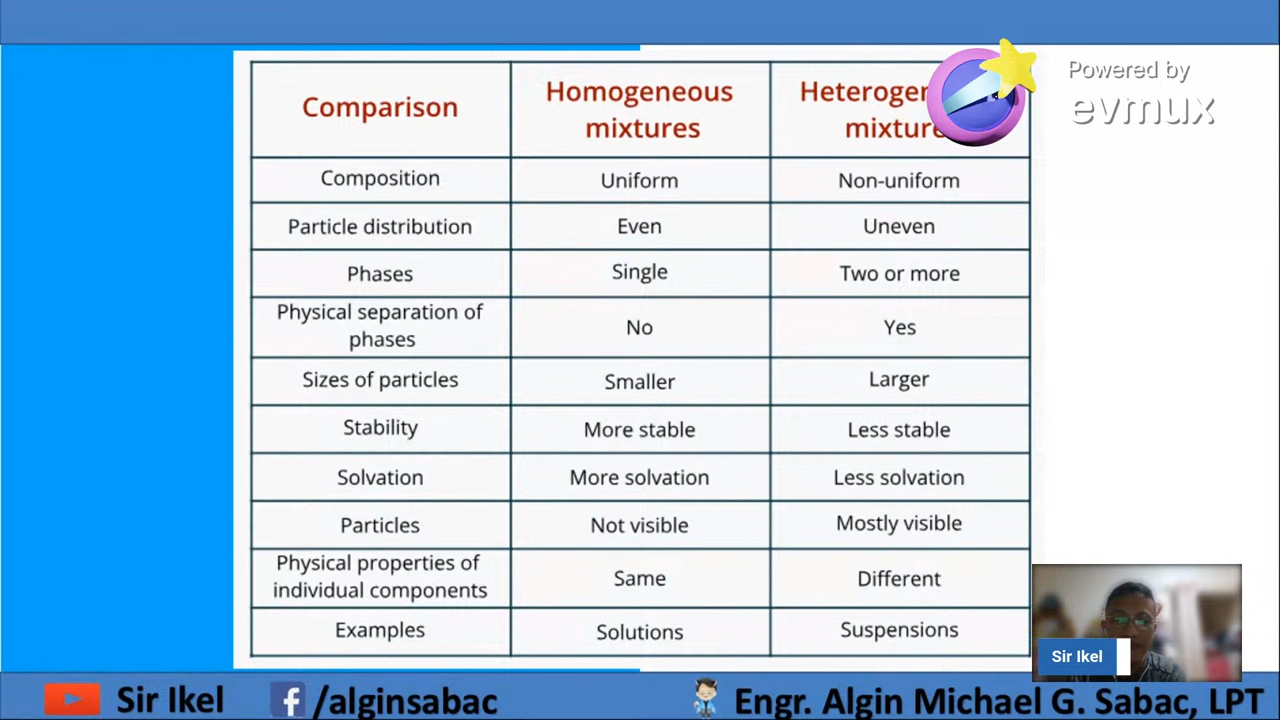 Powered by
evmux
Comparison
Homogeneous
mixtures
Composition
Uniform
Non-uniform
Particle distribution
Even
Uneven
Phases
Single
Two or more
Physical separation of
phases
No
Yes
Sizes of particles
Smaller
Larger
Stability
More stable
Less stable
Solvation
More solvation
Less solvation
Particles
Not visible
Mostly visible
Physical properties of
individual components
Same
Different
Examples
Solutions
Suspensions
Sir Ikel
Sir Ikel
/alginsabac
Engr. Algin Michael G. Sabac, LPT